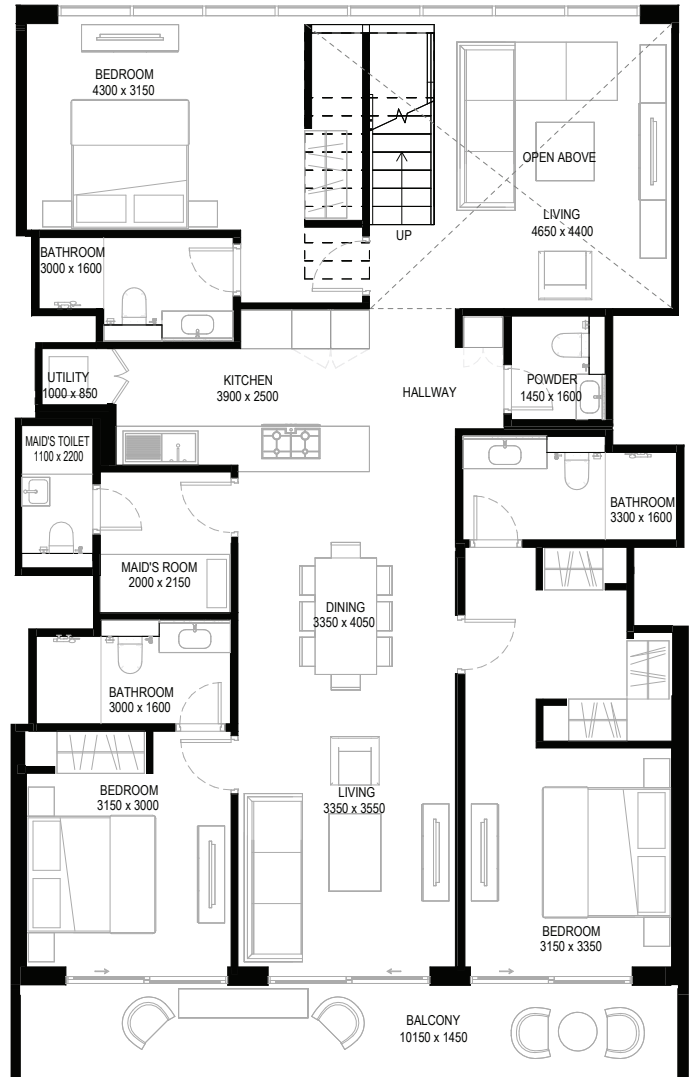 BEDROOM
4300 x 3150
OPEN ABOVE
LIVING
4650 x 4400
UP
BATHROOM
3000 x 1600
UTILITY
1000 x 850
KITCHEN
3900 x 2500
HALLWAY
POWDER
1450 x 1600
MAID'S TOILET
1100 x 2200
BATHROOM
3300 x 1600
MAID'S ROOM
2000 x 2150
DINING
3350 x 4050
BATHROOM
3000 x 1600
BEDROOM
3150 x 3000
LIVING
3350 x 3550
BEDROOM
3150 x 3350
BALCONY
10150 x 1450